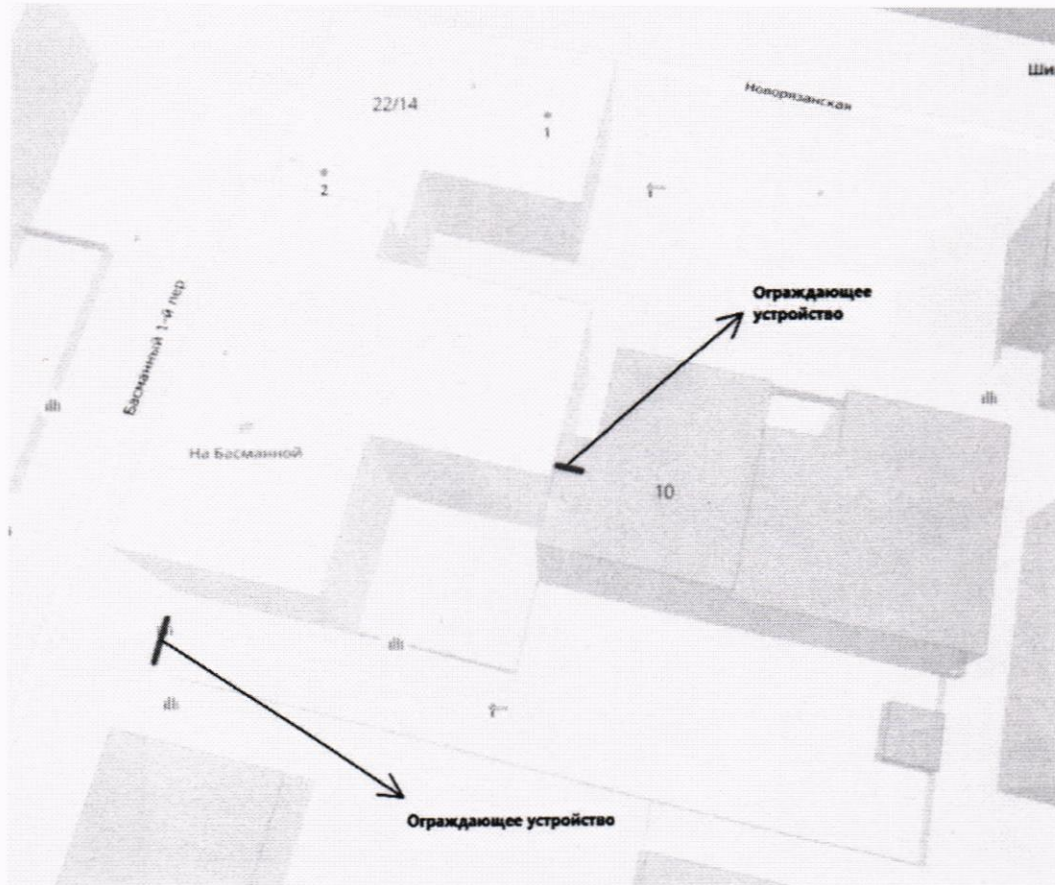 Ши
Новорязанская
22/14
1
2
Ограждающее
устройство
Басманный 1-й пер
На Басманной
10
Ограждающее устройство